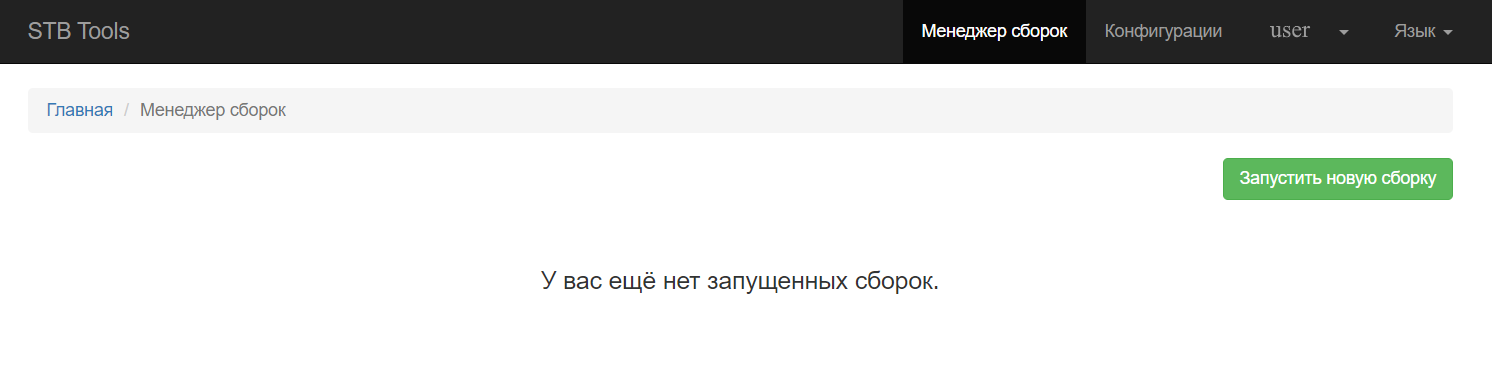 STB Tools Менеджер сборок Конфигурации user Язык
Главная / Менеджер сборок
Запустить новую сборку
У вас ещё нет запущенных сборок.